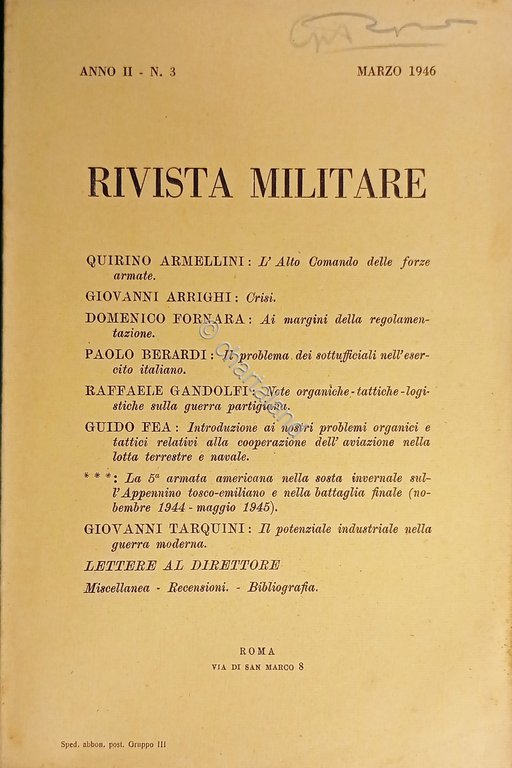 ANNO II - N. 3 MARZO 1946
RIVISTA MILITARE
QUIRINO ARMELLINI: L'Alto Comando delle forze
armate.
GIOVANNI ARRIGHI: Crisi.
DOMENICO FORNARA: Ai margini della regolamen-
tazione.
PAOLO BERARDI: Il problema dei sottufficiali nell'eser-
cito italiano.
RAFFAELE GANDOLFI: Note organiche-tattiche-logi-
stiche sulla guerra partigiana.
GUIDO FEA: Introduzione ai nostri problemi organici e
tattici relativi alla cooperazione dell'aviazione nella
lotta terrestre e navale.
***: La 5ª armata americana nella sosta invernale sul-
l'Appennino tosco-emiliano e nella battaglia finale (no-
bembre 1944 - maggio 1945).
GIOVANNI TARQUINI: Il potenziale industriale nella
guerra moderna.
LETTERE AL DIRETTORE
Miscellanea - Recensioni. - Bibliografia.
ROMA
VIA DI SAN MARCO 8
Sped. abbon. post. Gruppo III